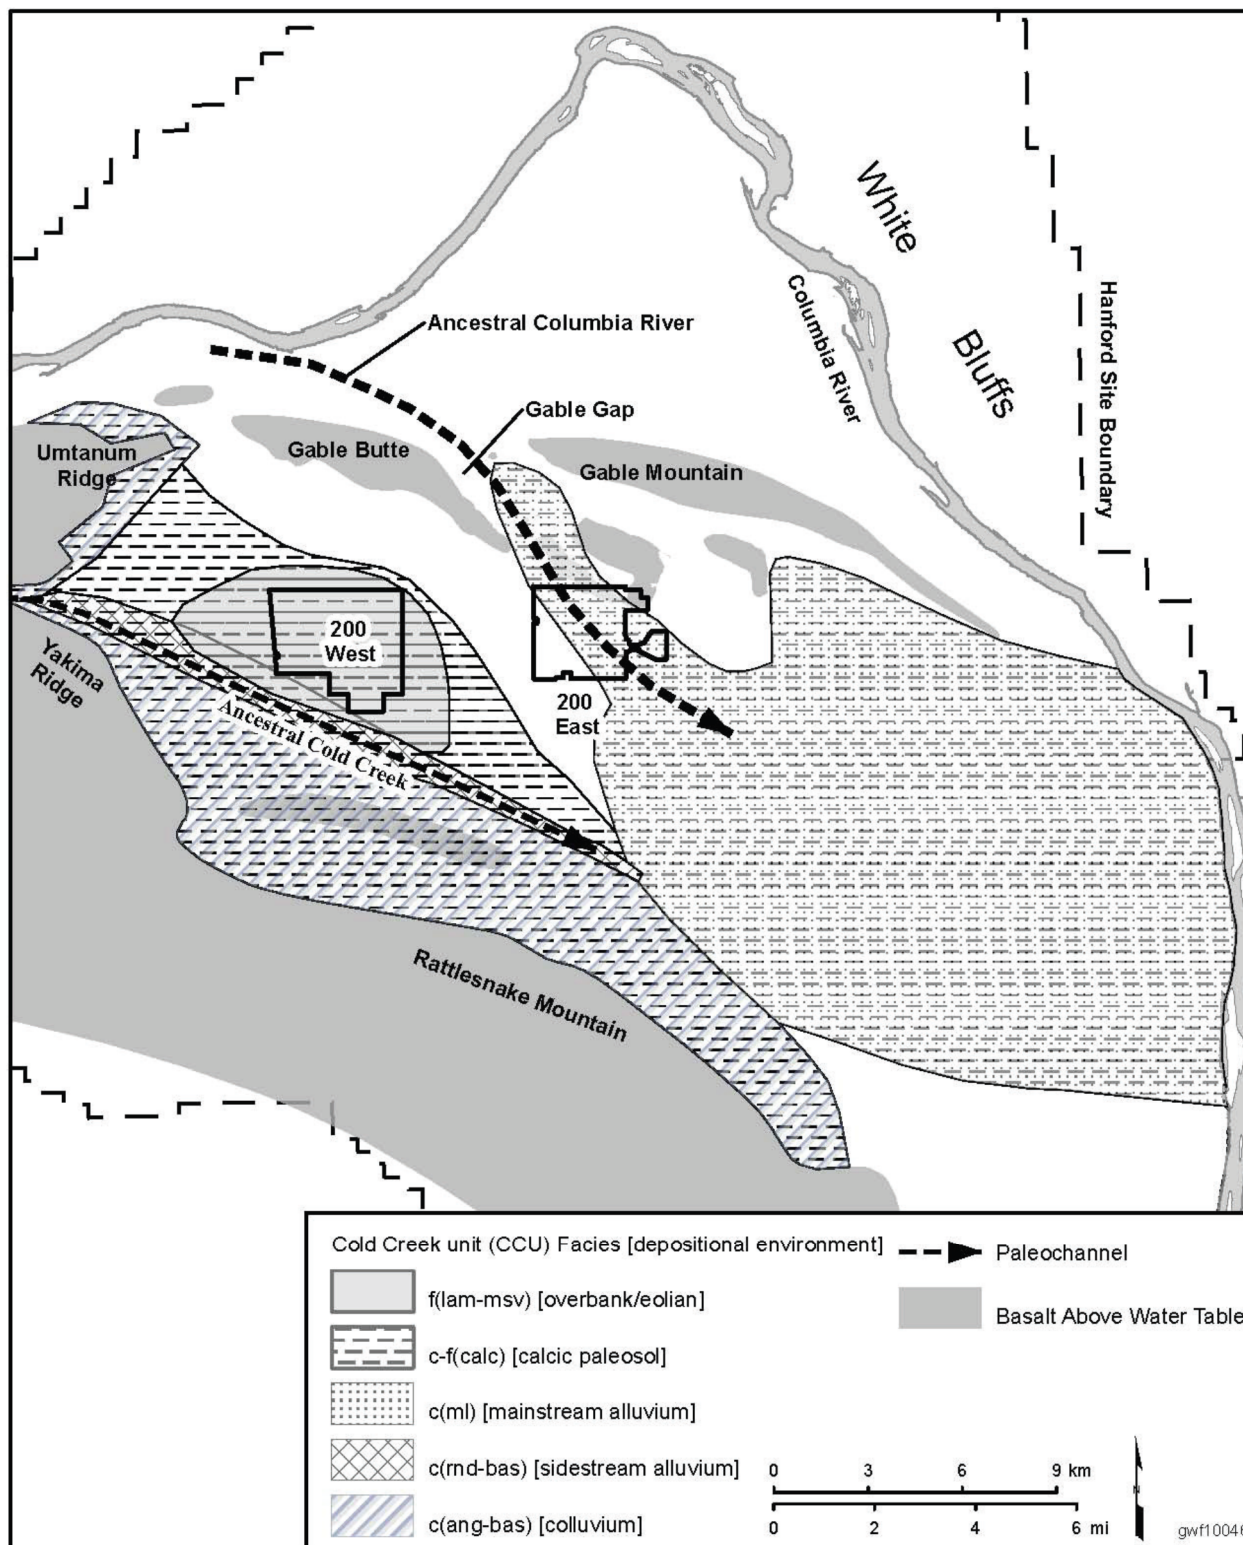 White
Bluffs
Columbia River
Hanford Site Boundary
Ancestral Columbia River
Gable Gap
Gable Butte
Gable Mountain
Umtanum
Ridge
200
West
Yakima
Ridge
200
East
Ancestral Cold Creek
Rattlesnake Mountain
Cold Creek unit (CCU) Facies [depositional environment]
f(lam-msv) [overbank/eolian]
c-f(calc) [calcic paleosol]
c(ml) [mainstream alluvium]
c(rnd-bas) [sidestream alluvium]
c(ang-bas) [colluvium]
Paleochannel
Basalt Above Water Table
0 3 6 9 km
0 2 4 6 mi
N
gwf10046